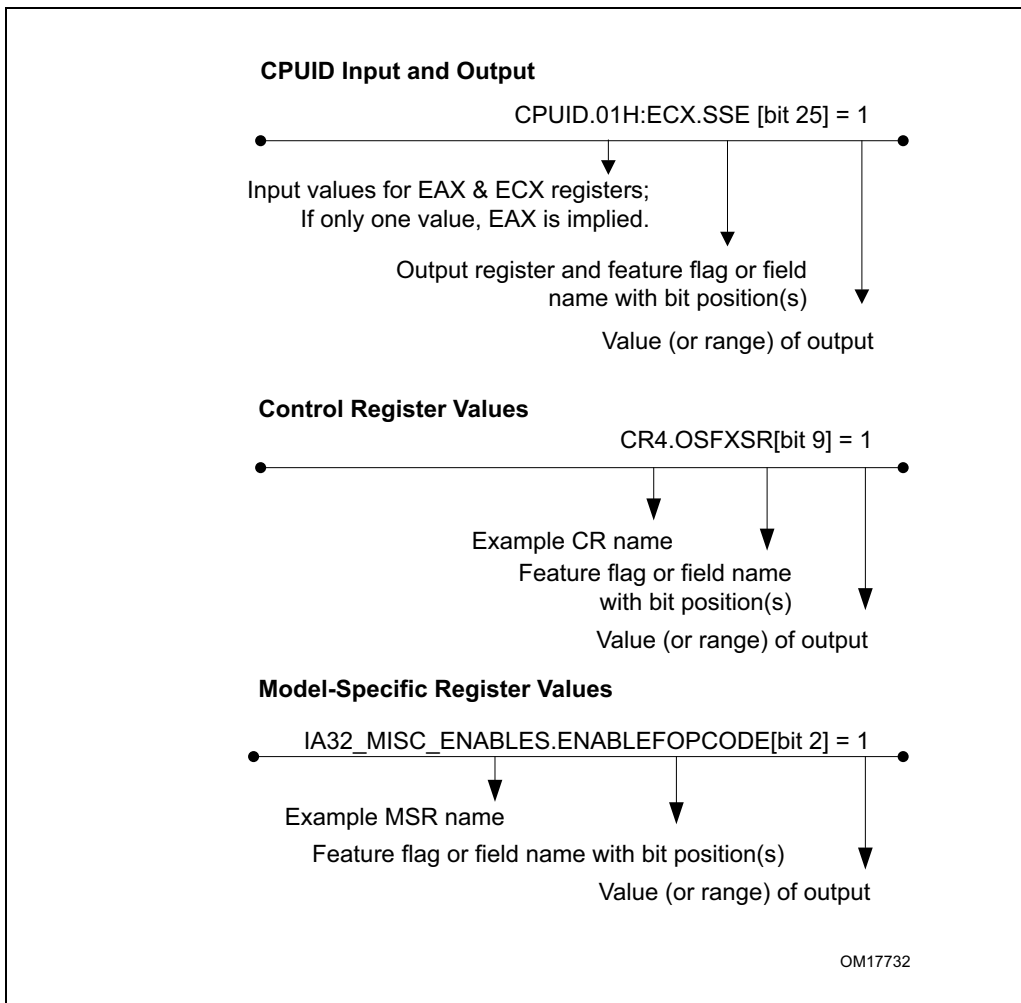 CPUID Input and Output
CPUID.01H:ECX.SSE [bit 25] = 1
Input values for EAX & ECX registers;
If only one value, EAX is implied.
Output register and feature flag or field
name with bit position(s)
Value (or range) of output
Control Register Values
CR4.OSFXSR[bit 9] = 1
Example CR name
Feature flag or field name
with bit position(s)
Value (or range) of output
Model-Specific Register Values
IA32_MISC_ENABLES.ENABLEFOPCODE[bit 2] = 1
Example MSR name
Feature flag or field name with bit position(s)
Value (or range) of output
OM17732